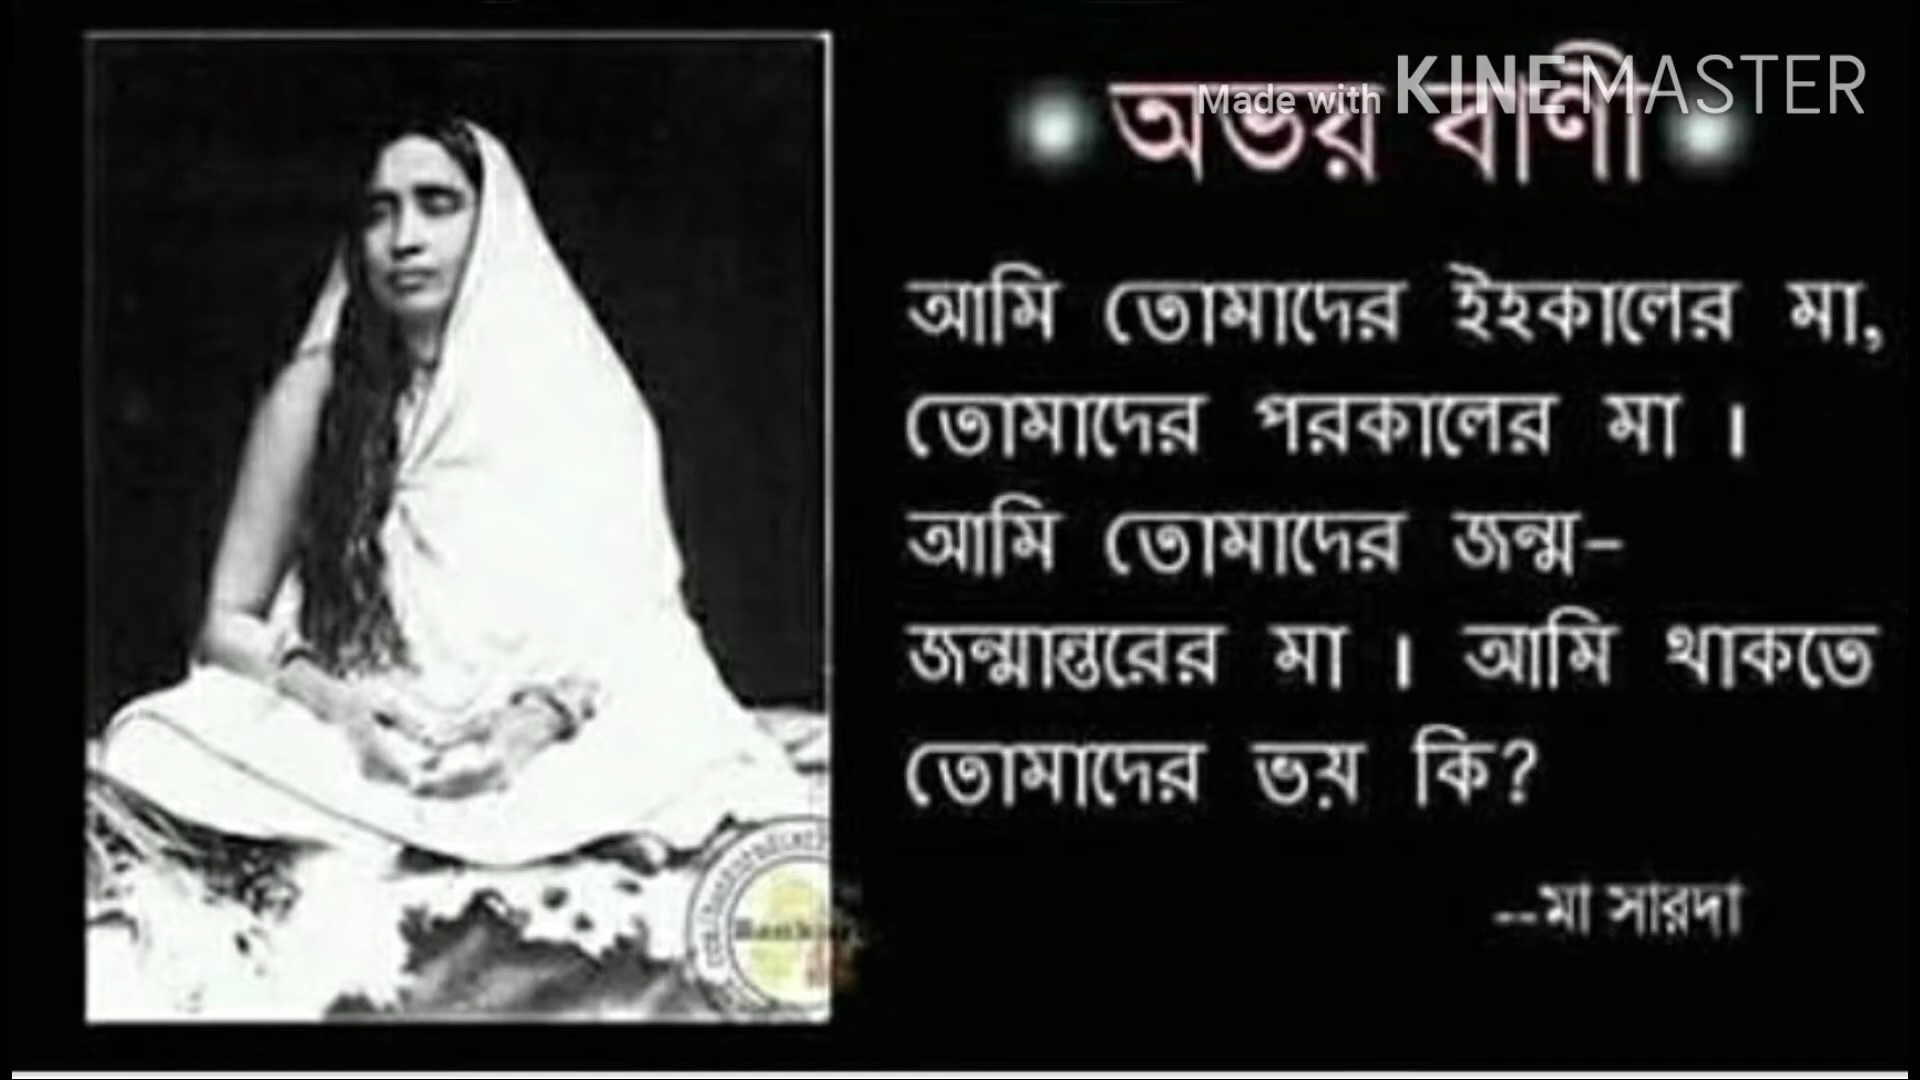 Made with KINEMASTER
অভয় বাণী
আমি তোমাদের ইহকালের মা,
তোমাদের পরকালের মা ।
আমি তোমাদের জন্ম-
জন্মান্তরের মা । আমি থাকতে
তোমাদের ভয় কি?
--মা সারদা